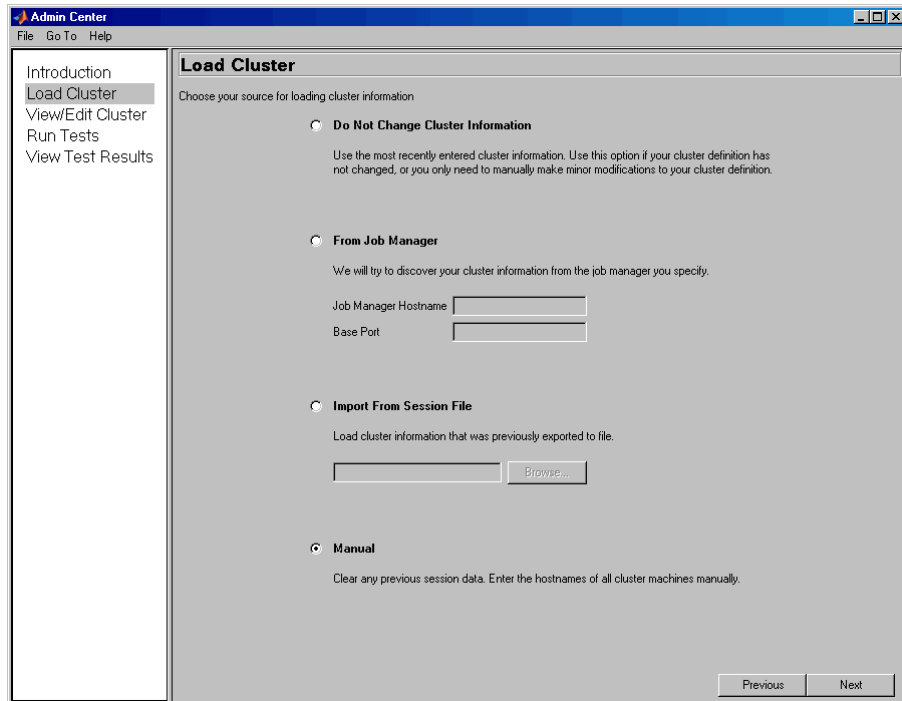 Admin Center
File Go To Help
Introduction
Load Cluster
View/Edit Cluster
Run Tests
View Test Results
Load Cluster
Choose your source for loading cluster information
Do Not Change Cluster Information
Use the most recently entered cluster information. Use this option if your cluster definition has
not changed, or you only need to manually make minor modifications to your cluster definition.
From Job Manager
We will try to discover your cluster information from the job manager you specify.
Job Manager Hostname
Base Port
Import From Session File
Load cluster information that was previously exported to file.
Browse...
Manual
Clear any previous session data. Enter the hostnames of all cluster machines manually.
Previous Next